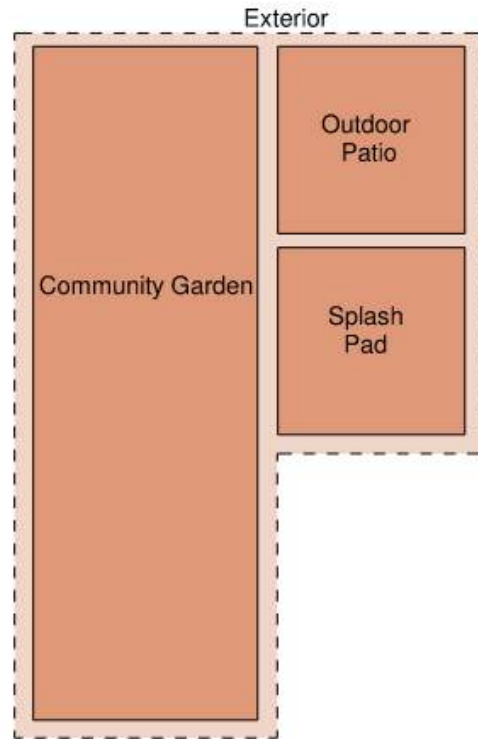 Exterior
Outdoor
Patio
Community Garden
Splash
Pad